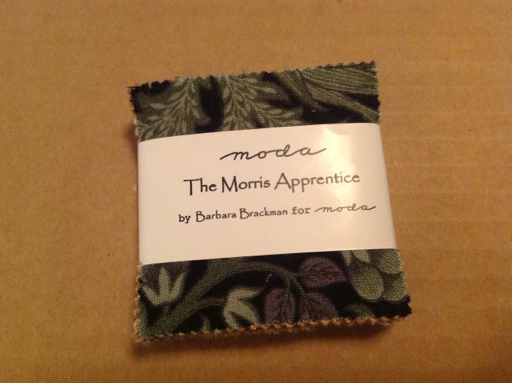 moda
The Morris Apprentice
by Barbara Brackman for moda